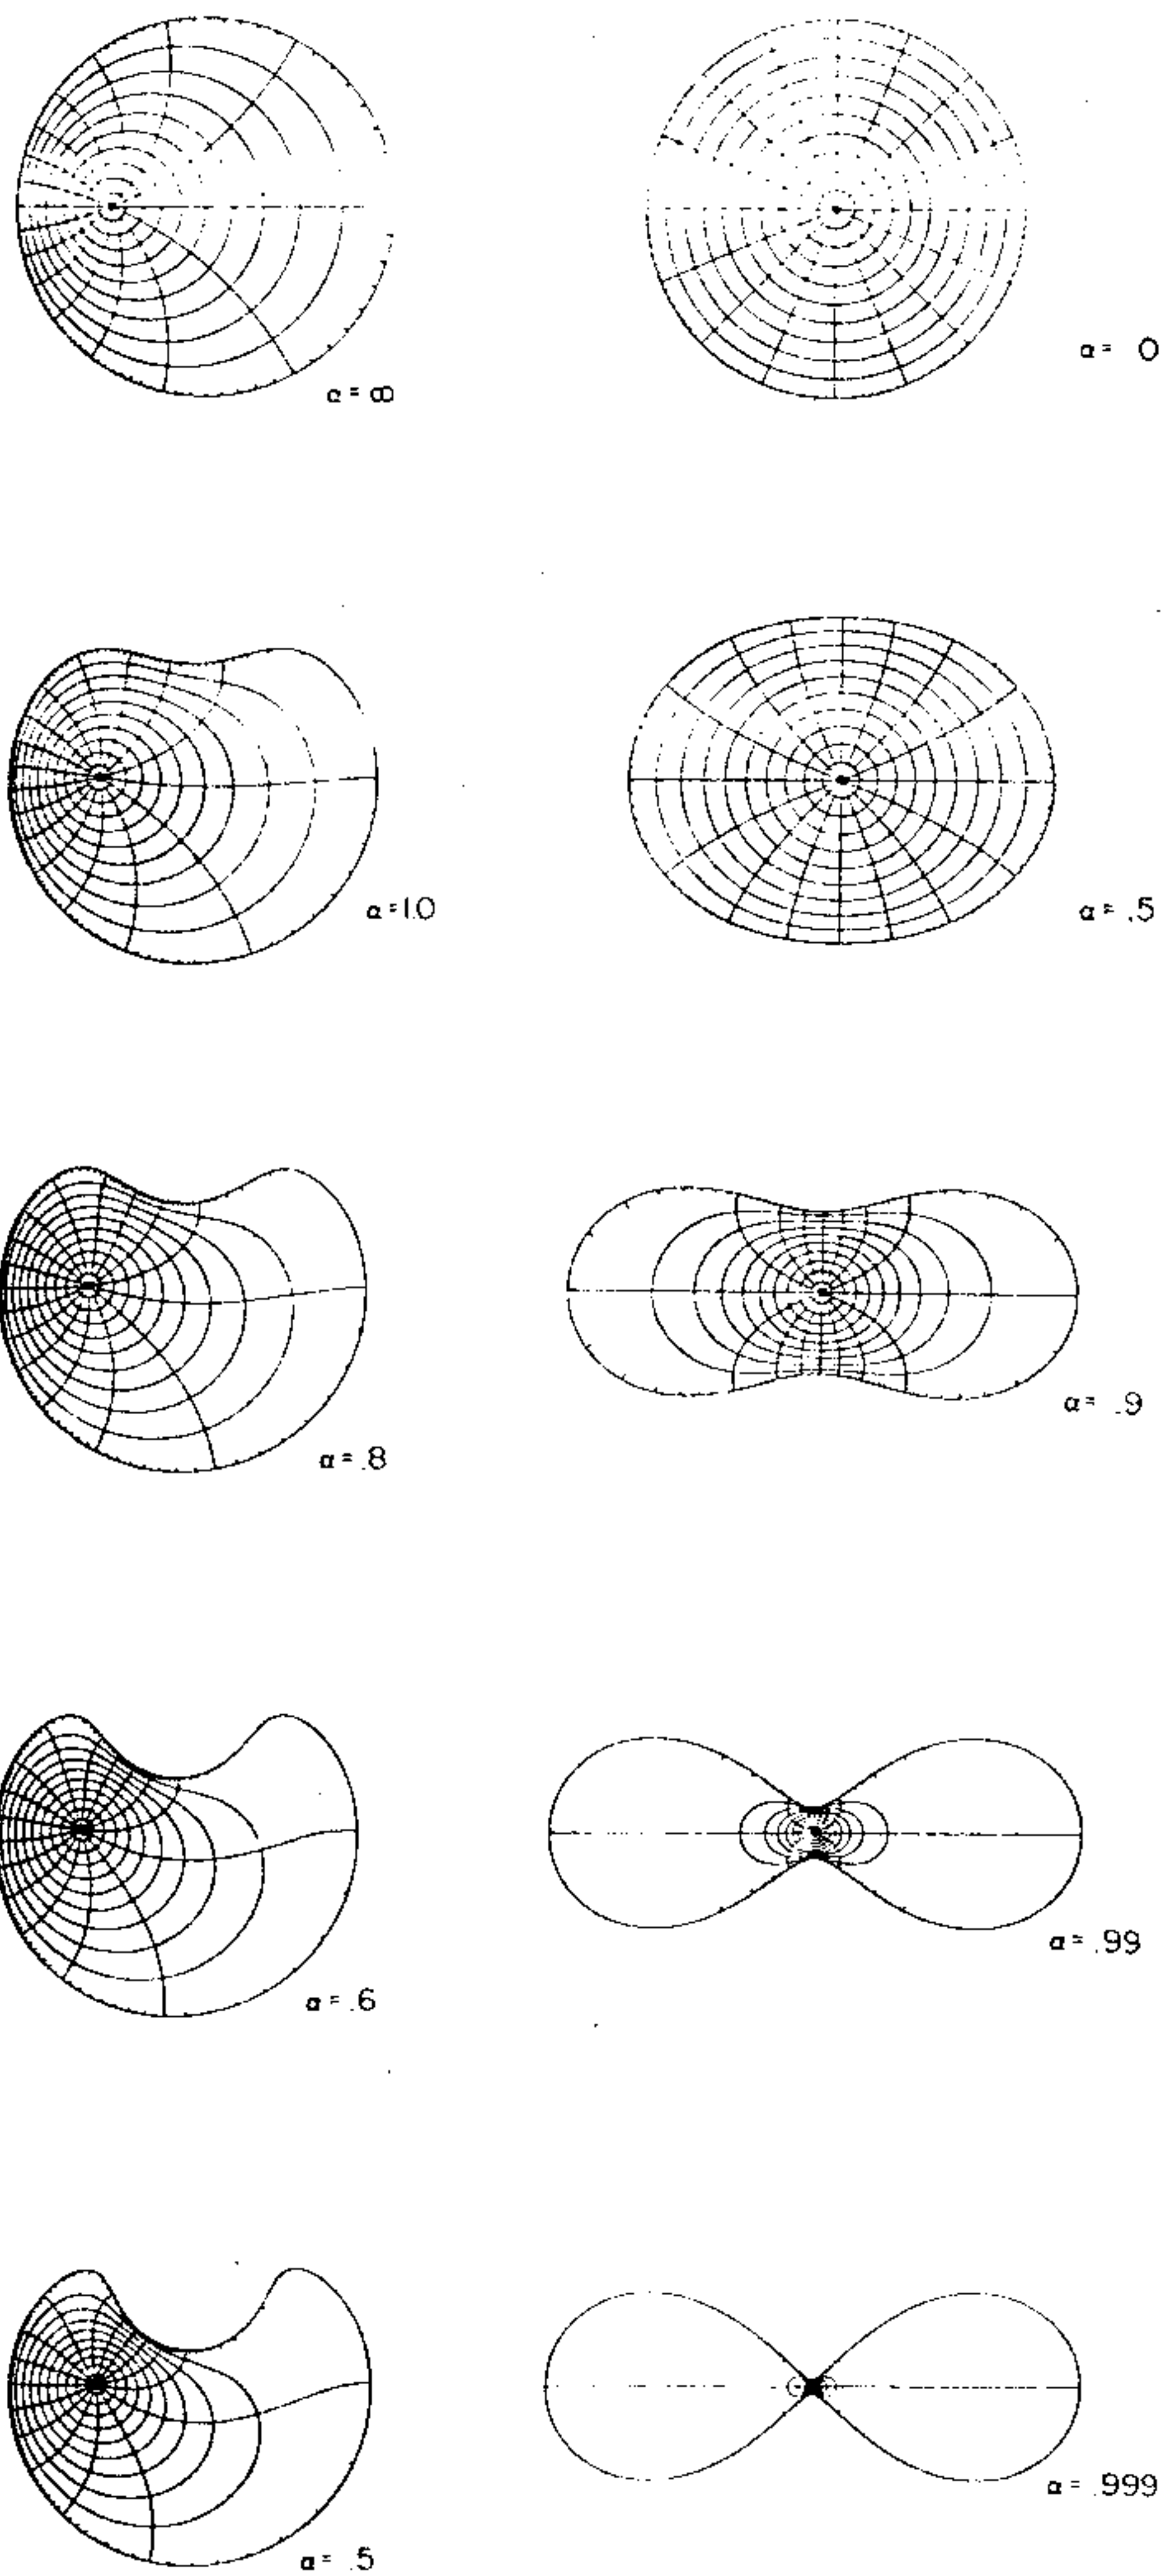 α = ∞
α = 0
α = 1.0
α = .5
α = .8
α = .9
α = .6
α = .99
α = .5
α = .999